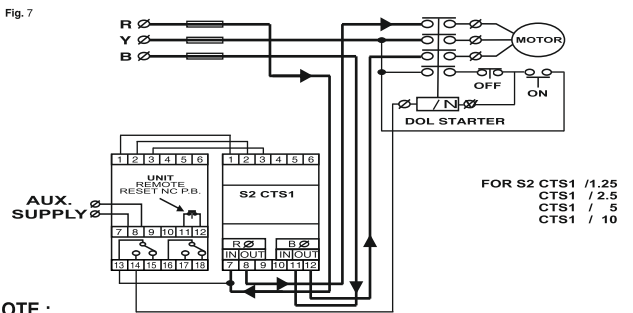 Fig. 7
R
Y
B
MOTOR
OFF
ON
N
DOL STARTER
1 2 3 4 5 6
1 2 3 4 5 6
UNIT
REMOTE
RESET NC P.B.
S2 CTS1
FOR S2 CTS1 /1.25
CTS1 / 2.5
CTS1 / 5
CTS1 / 10
AUX.
SUPPLY
7 8 9 10 11 12
R B
IN OUT IN OUT
13 14 15 16 17 18
7 8 9 10 11 12
OTE :